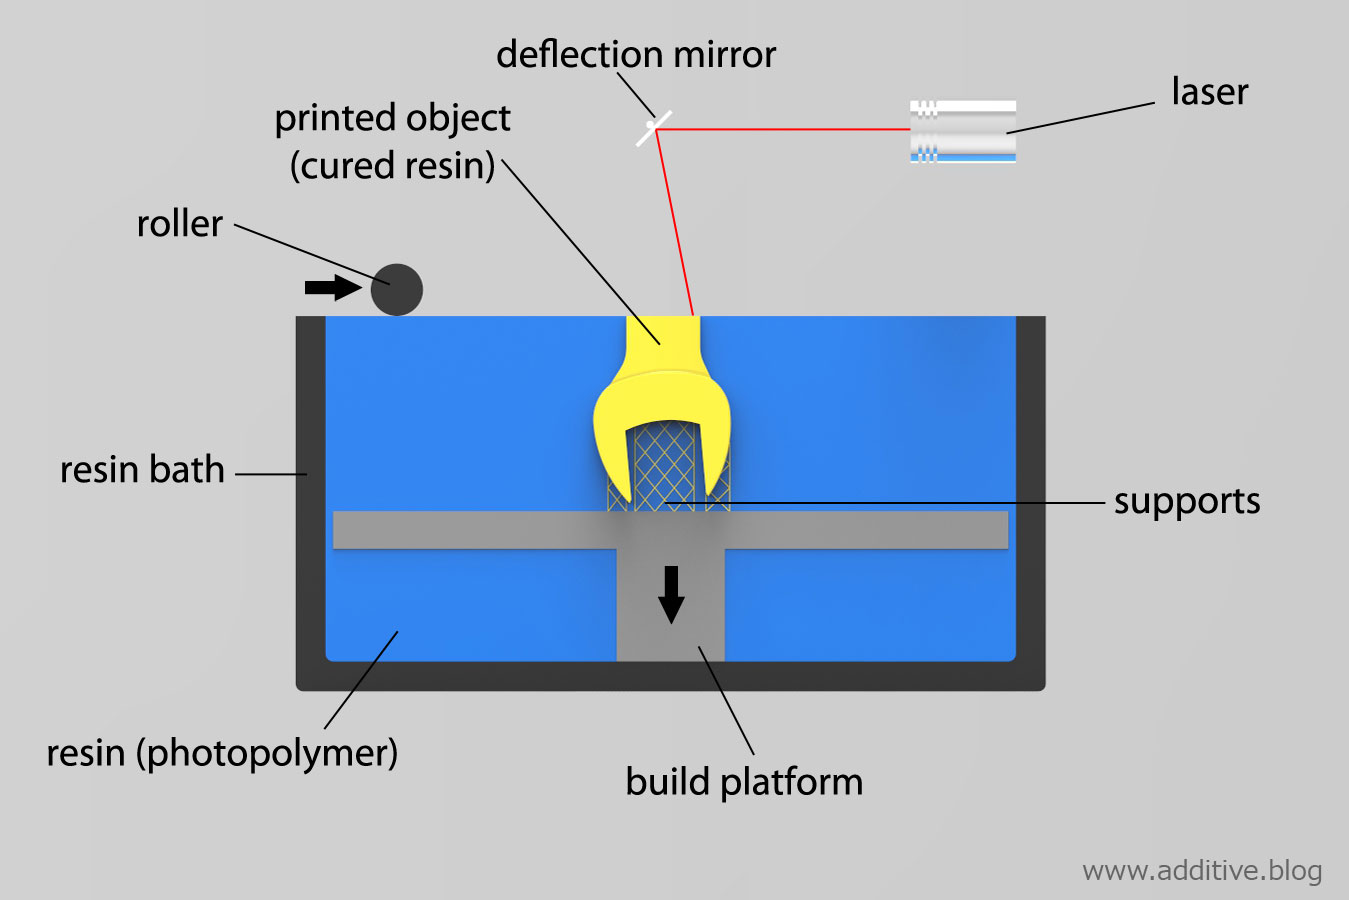 deflection mirror
laser
printed object
(cured resin)
roller
resin bath
supports
resin (photopolymer)
build platform
www.additive.blog